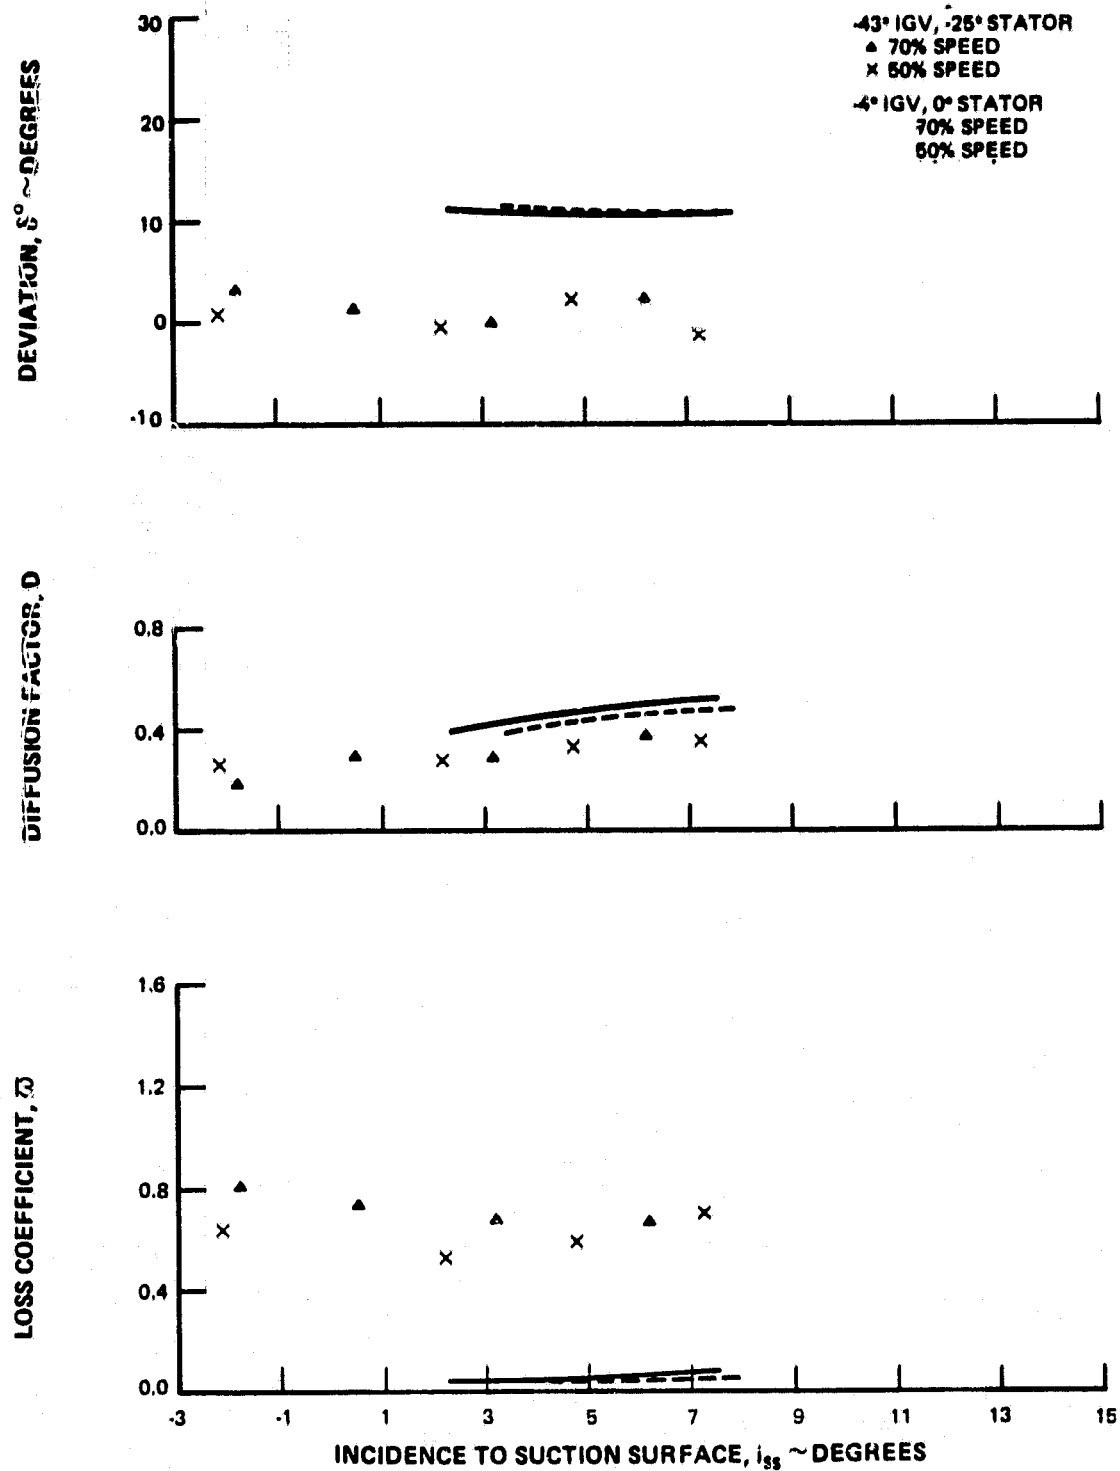 -43° IGV, -25° STATOR
▲ 70% SPEED
× 50% SPEED
-4° IGV, 0° STATOR
70% SPEED
50% SPEED
DEVIATION, δ° ~ DEGREES
30
20
10
0
-10
DIFFUSION FACTOR, D
0.8
0.4
0.0
LOSS COEFFICIENT, ω̄
1.6
1.2
0.8
0.4
0.0
-3 -1 1 3 5 7 9 11 13 15
INCIDENCE TO SUCTION SURFACE, iss ~ DEGREES